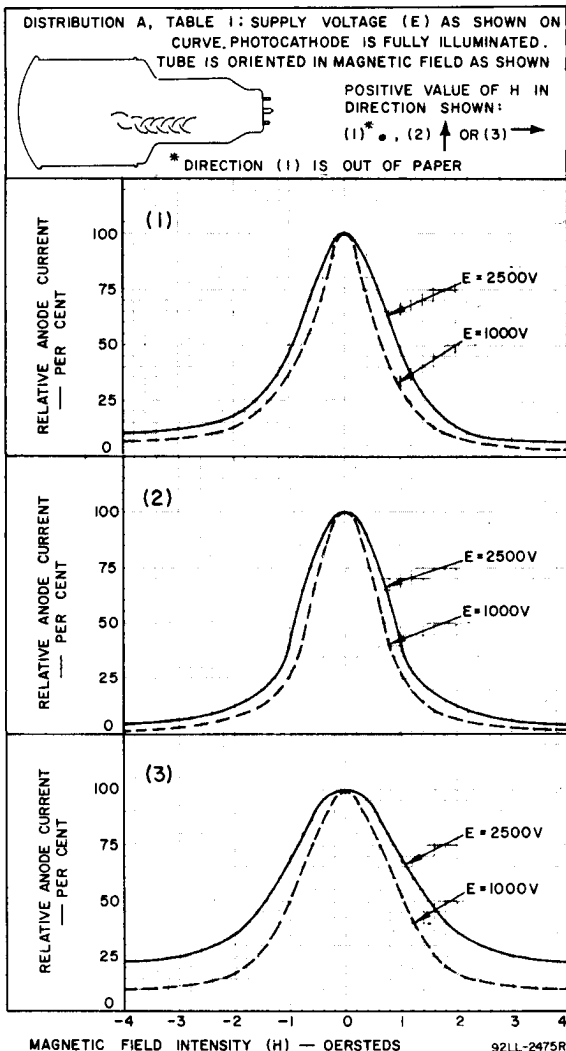 DISTRIBUTION A, TABLE I: SUPPLY VOLTAGE (E) AS SHOWN ON
CURVE. PHOTOCATHODE IS FULLY ILLUMINATED.
TUBE IS ORIENTED IN MAGNETIC FIELD AS SHOWN
POSITIVE VALUE OF H IN
DIRECTION SHOWN:
(1)* •, (2) ↑ OR (3) →
* DIRECTION (1) IS OUT OF PAPER
(1)
RELATIVE ANODE CURRENT
— PER CENT
100
75
50
25
0
E = 2500V
E = 1000V
(2)
RELATIVE ANODE CURRENT
— PER CENT
100
75
50
25
0
E = 2500V
E = 1000V
(3)
RELATIVE ANODE CURRENT
— PER CENT
100
75
50
25
0
E = 2500V
E = 1000V
-4 -3 -2 -1 0 1 2 3 4
MAGNETIC FIELD INTENSITY (H) — OERSTEDS
92LL-2475R